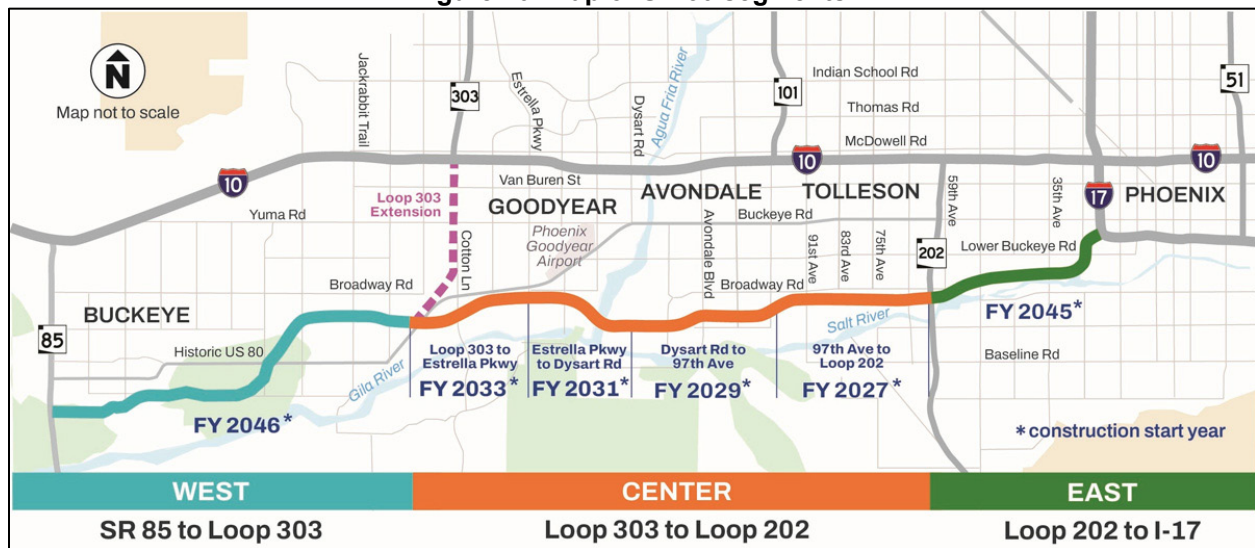 N
Map not to scale
Jackrabbit Trail
303
Estrella Pkwy
Dysart Rd
Agua Fria River
101
Indian School Rd
Thomas Rd
McDowell Rd
51
10
10
10
Loop 303
Extension
Van Buren St
GOODYEAR
AVONDALE
TOLLESON
59th Ave
35th Ave
17
PHOENIX
Yuma Rd
Phoenix
Goodyear
Airport
Buckeye Rd
Cotton Ln
Avondale Blvd
91st Ave
83rd Ave
75th Ave
202
Lower Buckeye Rd
Broadway Rd
Broadway Rd
BUCKEYE
85
Historic US 80
Gila River
Salt River
FY 2045*
Baseline Rd
Loop 303 to
Estrella Pkwy
FY 2033*
Estrella Pkwy
to Dysart Rd
FY 2031*
Dysart Rd to
97th Ave
FY 2029*
97th Ave to
Loop 202
FY 2027*
FY 2046*
*construction start year
WEST
CENTER
EAST
SR 85 to Loop 303
Loop 303 to Loop 202
Loop 202 to I-17